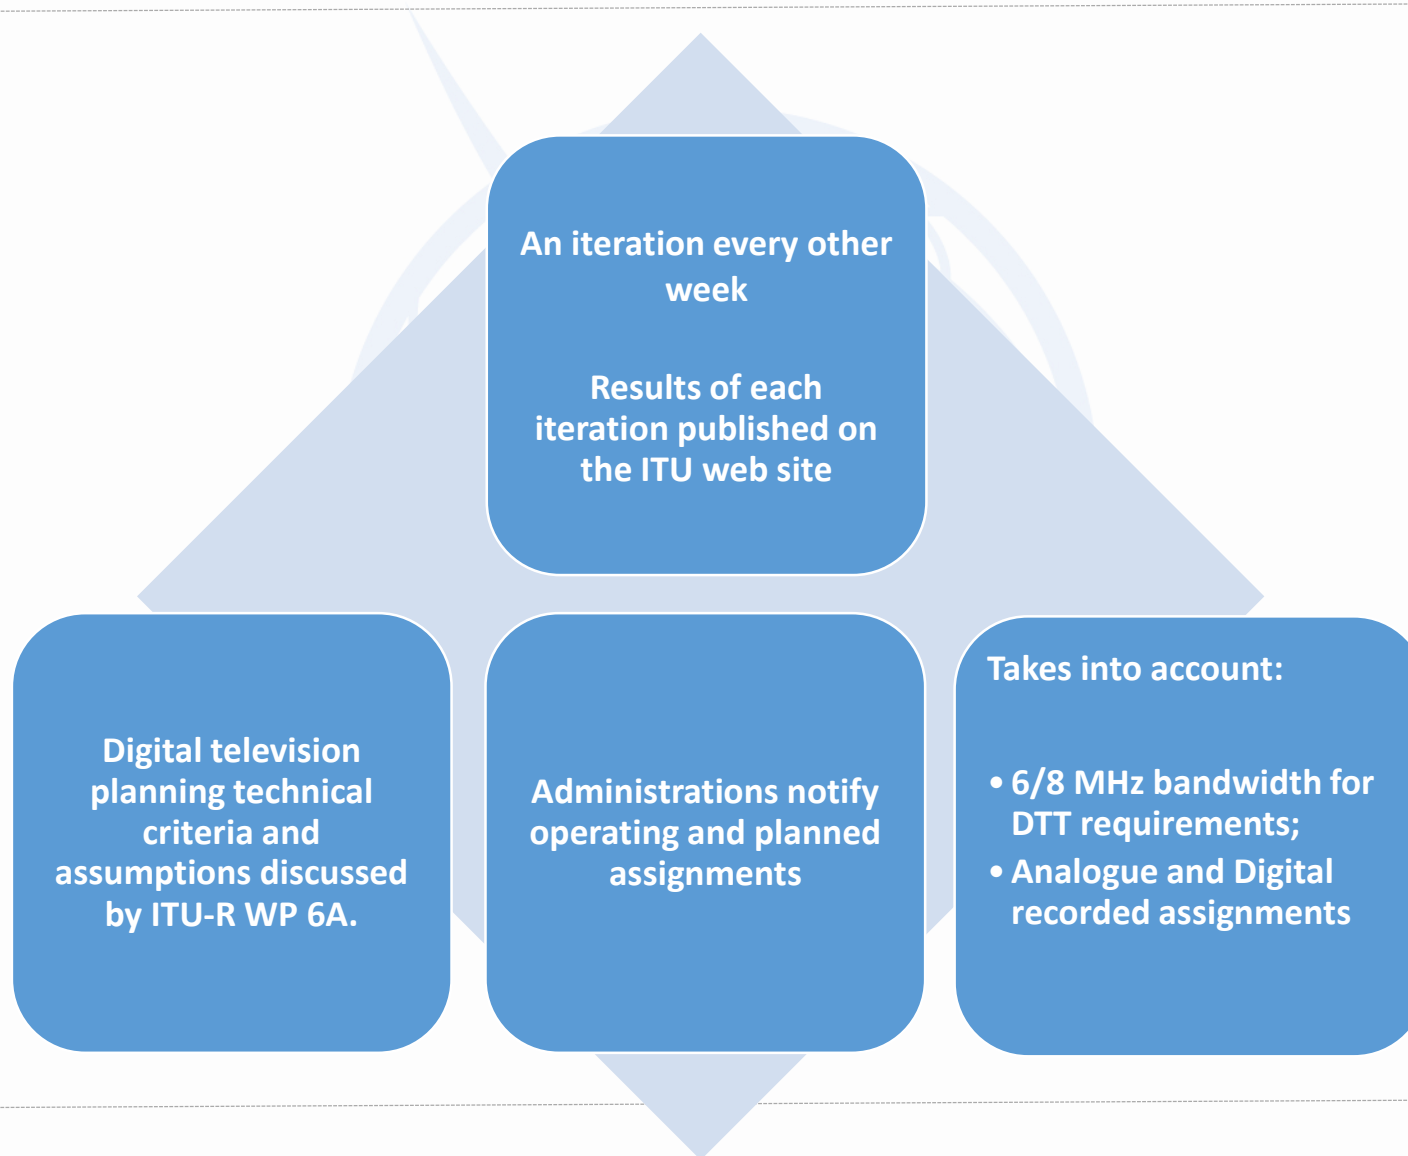 An iteration every other
week
Results of each
iteration published on
the ITU web site
Digital television
planning technical
criteria and
assumptions discussed
by ITU-R WP 6A.
Administrations notify
operating and planned
assignments
Takes into account:
• 6/8 MHz bandwidth for
DTT requirements;
• Analogue and Digital
recorded assignments